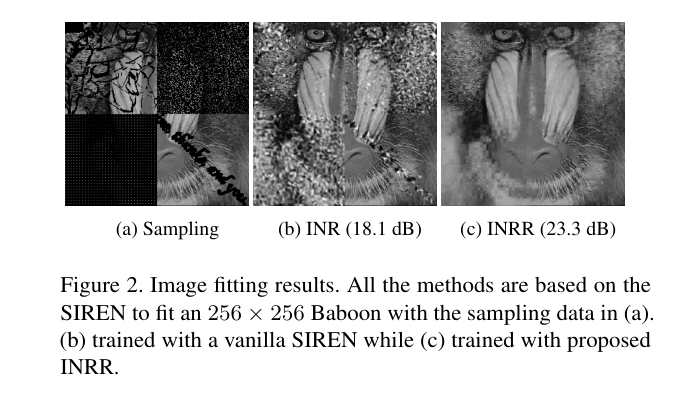 (a) Sampling
(b) INR (18.1 dB)
(c) INRR (23.3 dB)
Figure 2. Image fitting results. All the methods are based on the
SIREN to fit an 256 × 256 Baboon with the sampling data in (a).
(b) trained with a vanilla SIREN while (c) trained with proposed
INRR.